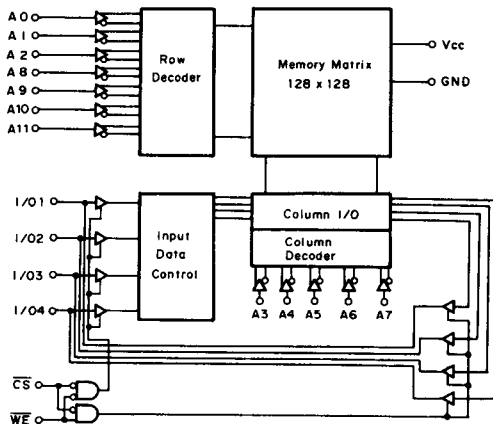 A0
A1
A2
A8
A9
A10
A11
Row
Decoder
Memory Matrix
128 x 128
Vcc
GND
I/O1
I/O2
I/O3
I/O4
Input
Data
Control
Column I/O
Column
Decoder
A3 A4 A5 A6 A7
CS
WE